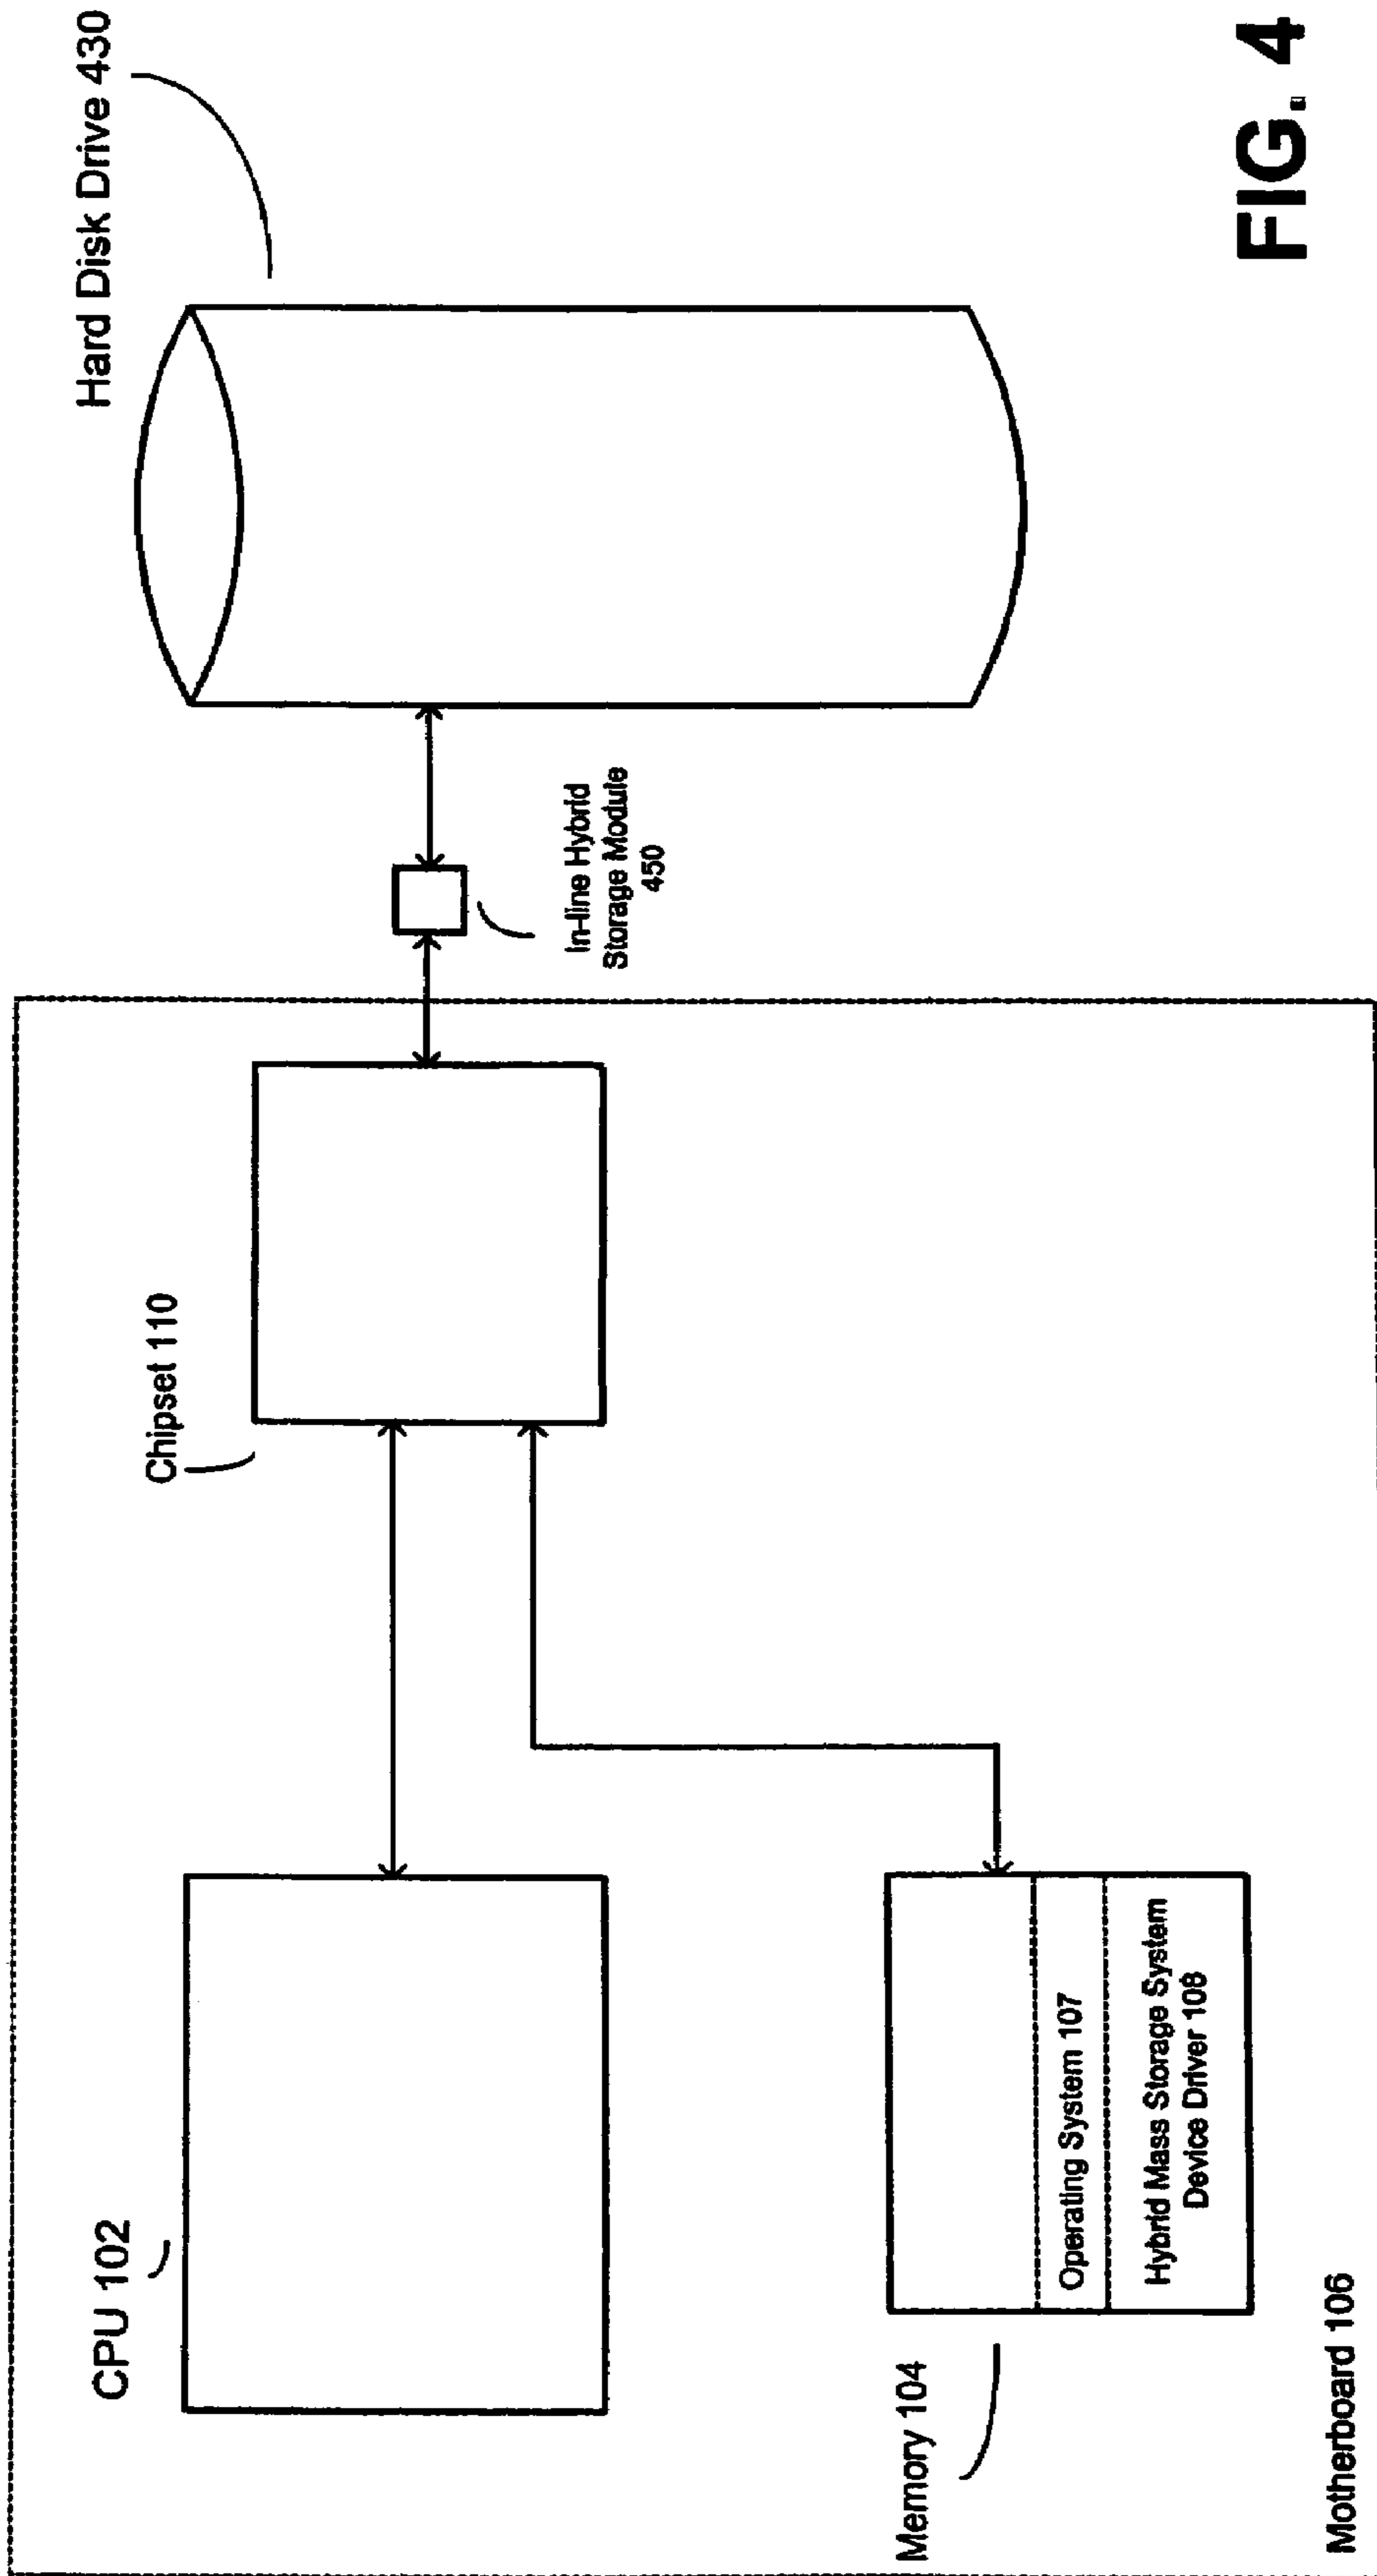 CPU 102
Chipset 110
Hard Disk Drive 430
In-line Hybrid
Storage Module
450
Memory 104
Operating System 107
Hybrid Mass Storage System
Device Driver 108
Motherboard 106
FIG. 4